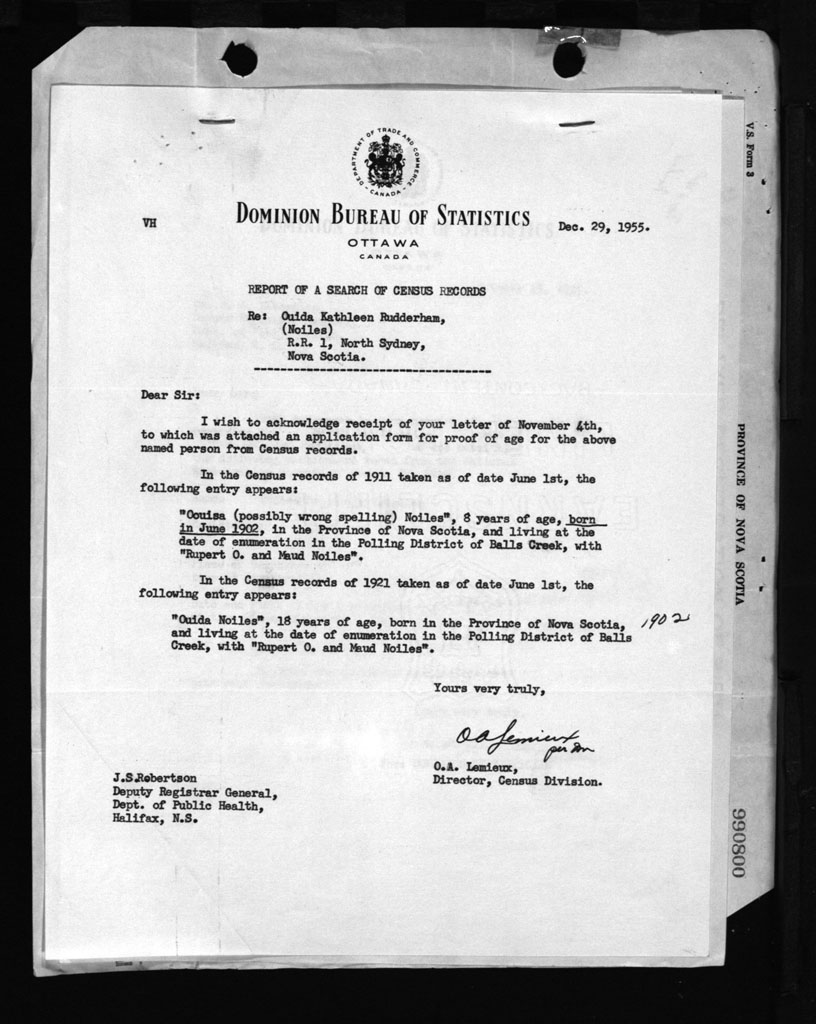 DEPARTMENT OF TRADE AND COMMERCE
CANADA
DOMINION BUREAU OF STATISTICS
OTTAWA
CANADA
VH
Dec. 29, 1955.
REPORT OF A SEARCH OF CENSUS RECORDS
Re: Ouida Kathleen Rudderham,
(Noiles)
R.R. 1, North Sydney,
Nova Scotia.
Dear Sir:
I wish to acknowledge receipt of your letter of November 4th,
to which was attached an application form for proof of age for the above
named person from Census records.
In the Census records of 1911 taken as of date June 1st, the
following entry appears:
"Oouisa (possibly wrong spelling) Noiles", 8 years of age, born
in June 1902, in the Province of Nova Scotia, and living at the
date of enumeration in the Polling District of Balls Creek, with
"Rupert O. and Maud Noiles".
In the Census records of 1921 taken as of date June 1st, the
following entry appears:
"Ouida Noiles", 18 years of age, born in the Province of Nova Scotia, 1902
and living at the date of enumeration in the Polling District of Balls
Creek, with "Rupert O. and Maud Noiles".
Yours very truly,
OA Lemieux
per
O.A. Lemieux,
Director, Census Division.
J.S.Robertson
Deputy Registrar General,
Dept. of Public Health,
Halifax, N.S.
V.S. Form 3
PROVINCE OF NOVA SCOTIA
990800